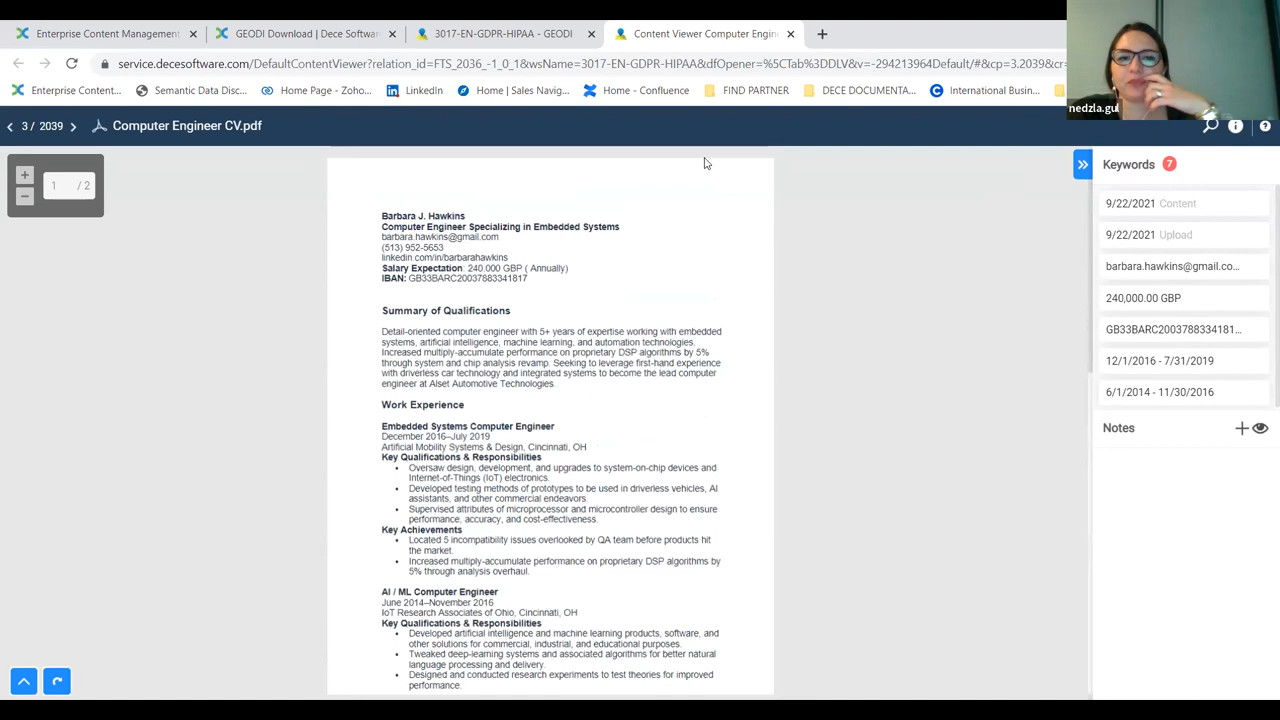 Enterprise Content Management
GEODI Download | Dece Softwar
3017-EN-GDPR-HIPAA - GEODI
Content Viewer Computer Engin
service.decesoftware.com/DefaultContentViewer?relation_id=FTS_2036_-1_0_1&wsName=3017-EN-GDPR-HIPAA&dfOpener=%5CTab%3DDLV&v=-294213964Default/#&cp=3.2039&cr=
Enterprise Content...
Semantic Data Disc...
Home Page - Zoho...
LinkedIn
Home | Sales Navig...
Home - Confluence
FIND PARTNER
DECE DOCUMENTA...
International Busin...
nedzla.gul
3 / 2039
Computer Engineer CV.pdf
1 / 2
Barbara J. Hawkins
Computer Engineer Specializing in Embedded Systems
barbara.hawkins@gmail.com
(513) 952-5653
linkedin.com/in/barbarahawkins
Salary Expectation: 240.000 GBP ( Annually)
IBAN: GB33BARC20037883341817
Summary of Qualifications
Detail-oriented computer engineer with 5+ years of expertise working with embedded
systems, artificial intelligence, machine learning, and automation technologies.
Increased multiply-accumulate performance on proprietary DSP algorithms by 5%
through system and chip analysis revamp. Seeking to leverage first-hand experience
with driverless car technology and integrated systems to become the lead computer
engineer at Alset Automotive Technologies.
Work Experience
Embedded Systems Computer Engineer
December 2016–July 2019
Artificial Mobility Systems & Design, Cincinnati, OH
Key Qualifications & Responsibilities
• Oversaw design, development, and upgrades to system-on-chip devices and
Internet-of-Things (IoT) electronics.
• Developed testing methods of prototypes to be used in driverless vehicles, AI
assistants, and other commercial endeavors.
• Supervised attributes of microprocessor and microcontroller design to ensure
performance, accuracy, and cost-effectiveness.
Key Achievements
• Located 5 incompatibility issues overlooked by QA team before products hit
the market.
• Increased multiply-accumulate performance on proprietary DSP algorithms by
5% through analysis overhaul.
AI / ML Computer Engineer
June 2014–November 2016
IoT Research Associates of Ohio, Cincinnati, OH
Key Qualifications & Responsibilities
• Developed artificial intelligence and machine learning products, software, and
other solutions for commercial, industrial, and educational purposes.
• Tweaked deep-learning systems and associated algorithms for better natural
language processing and delivery.
• Designed and conducted research experiments to test theories for improved
performance.
Keywords 7
9/22/2021 Content
9/22/2021 Upload
barbara.hawkins@gmail.co...
240,000.00 GBP
GB33BARC2003788334181...
12/1/2016 - 7/31/2019
6/1/2014 - 11/30/2016
Notes